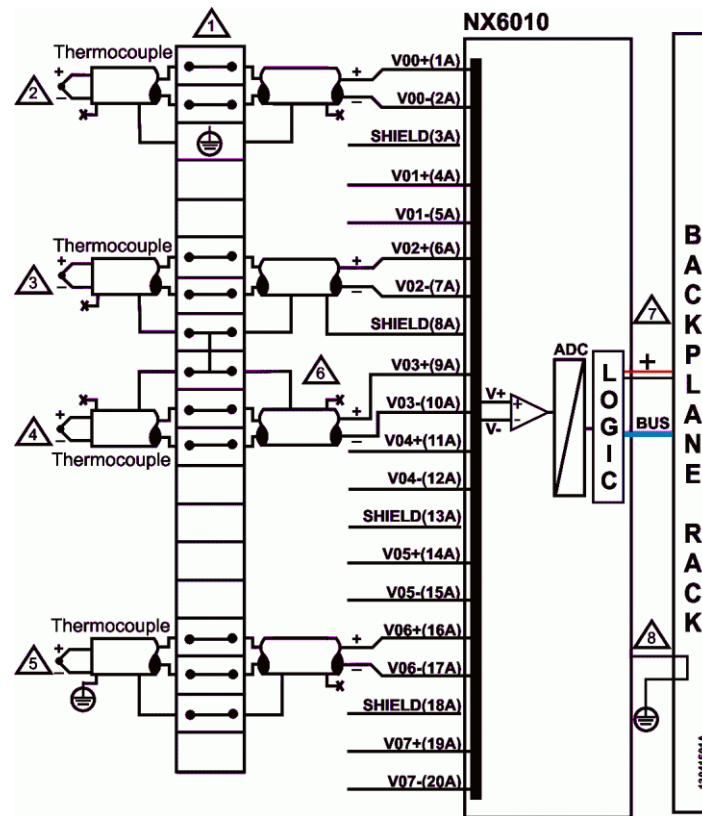 NX6010
1
Thermocouple
+
−
2
x
x
+
−
V00+(1A)
V00-(2A)
SHIELD(3A)
V01+(4A)
V01-(5A)
Thermocouple
+
−
3
x
+
−
V02+(6A)
V02-(7A)
SHIELD(8A)
6
x
x
+
−
4
Thermocouple
+
−
V03+(9A)
V03-(10A)
V04+(11A)
V04-(12A)
SHIELD(13A)
V05+(14A)
V05-(15A)
Thermocouple
+
−
5
+
−
x
V06+(16A)
V06-(17A)
SHIELD(18A)
V07+(19A)
V07-(20A)
V+
V-
+
-
ADC
LOGIC
7
+
BUS
8
BACKPLANE RACK